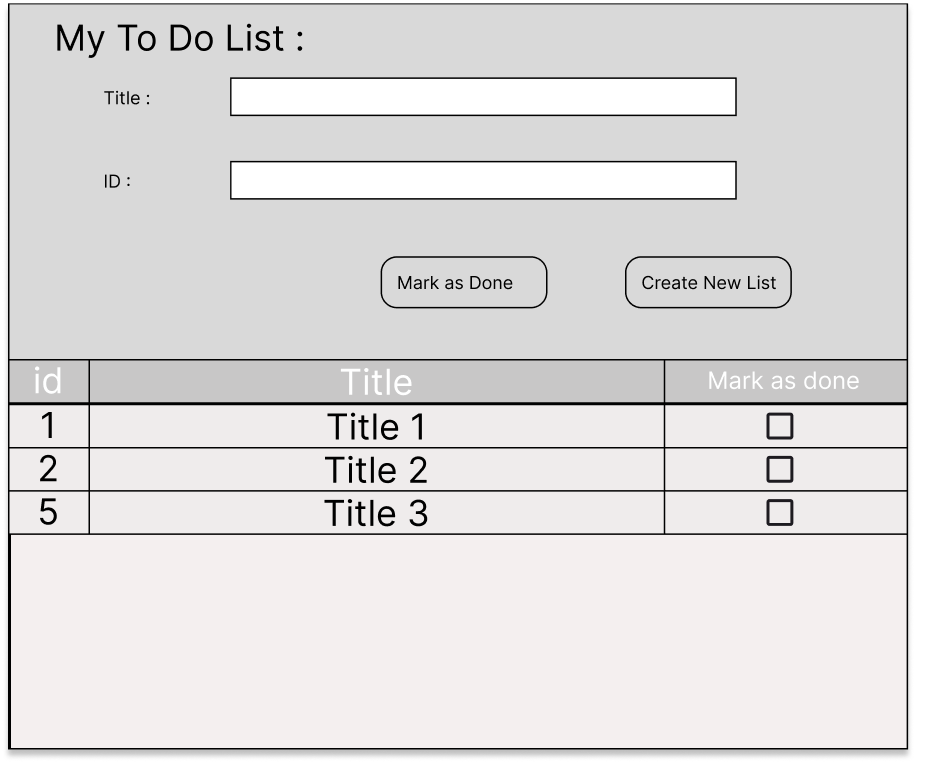 My To Do List :
Title :
ID :
Mark as Done Create New List
id Title Mark as done
1 Title 1
2 Title 2
5 Title 3